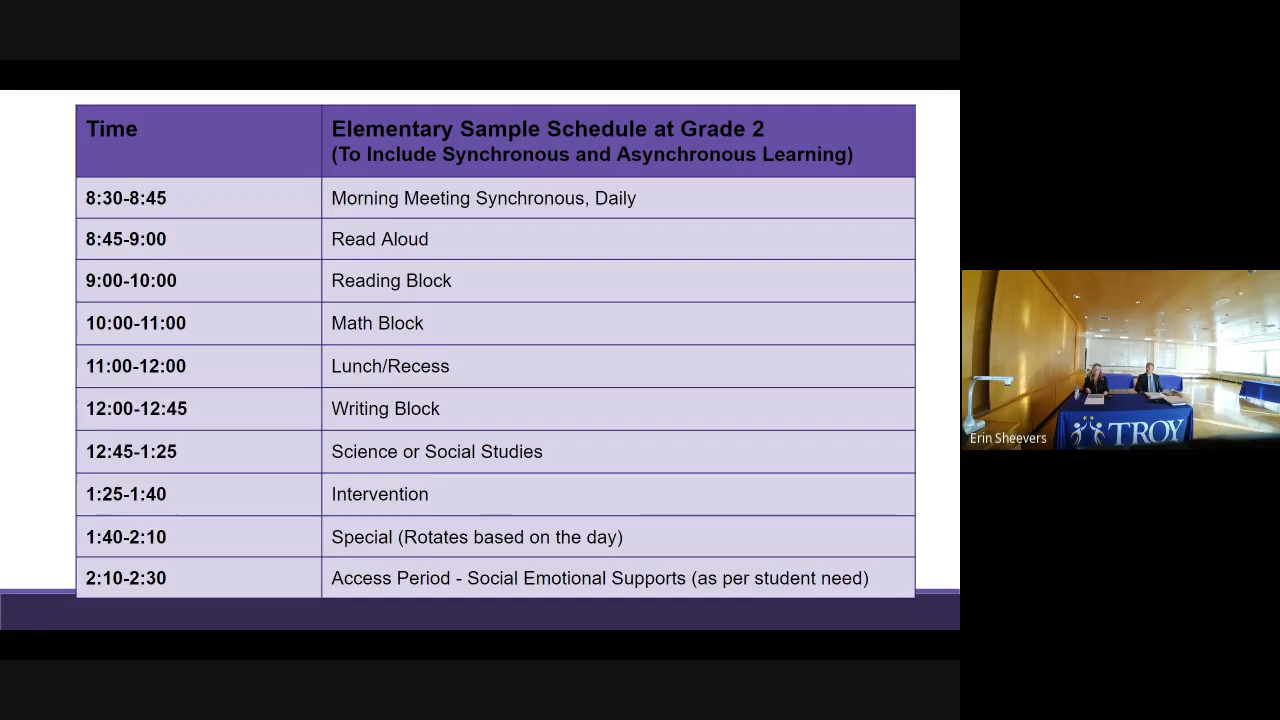 Time
Elementary Sample Schedule at Grade 2
(To Include Synchronous and Asynchronous Learning)
8:30-8:45
Morning Meeting Synchronous, Daily
8:45-9:00
Read Aloud
9:00-10:00
Reading Block
10:00-11:00
Math Block
11:00-12:00
Lunch/Recess
12:00-12:45
Writing Block
12:45-1:25
Science or Social Studies
1:25-1:40
Intervention
1:40-2:10
Special (Rotates based on the day)
2:10-2:30
Access Period - Social Emotional Supports (as per student need)
Erin Sheevers
TROY